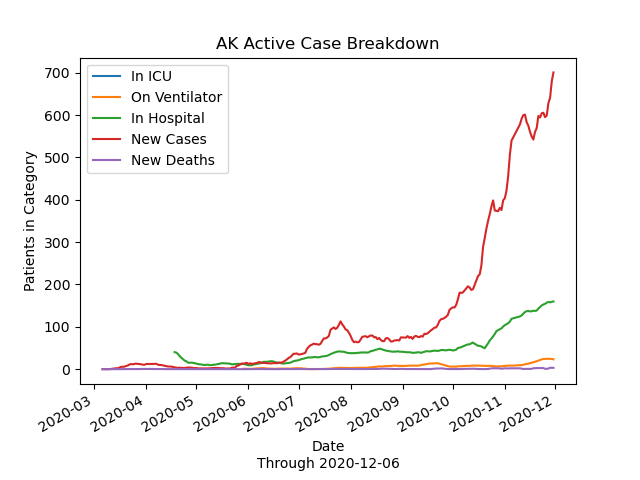 AK Active Case Breakdown
In ICU
On Ventilator
In Hospital
New Cases
New Deaths
Patients in Category
700
600
500
400
300
200
100
0
2020-03
2020-04
2020-05
2020-06
2020-07
2020-08
2020-09
2020-10
2020-11
2020-12
Date
Through 2020-12-06